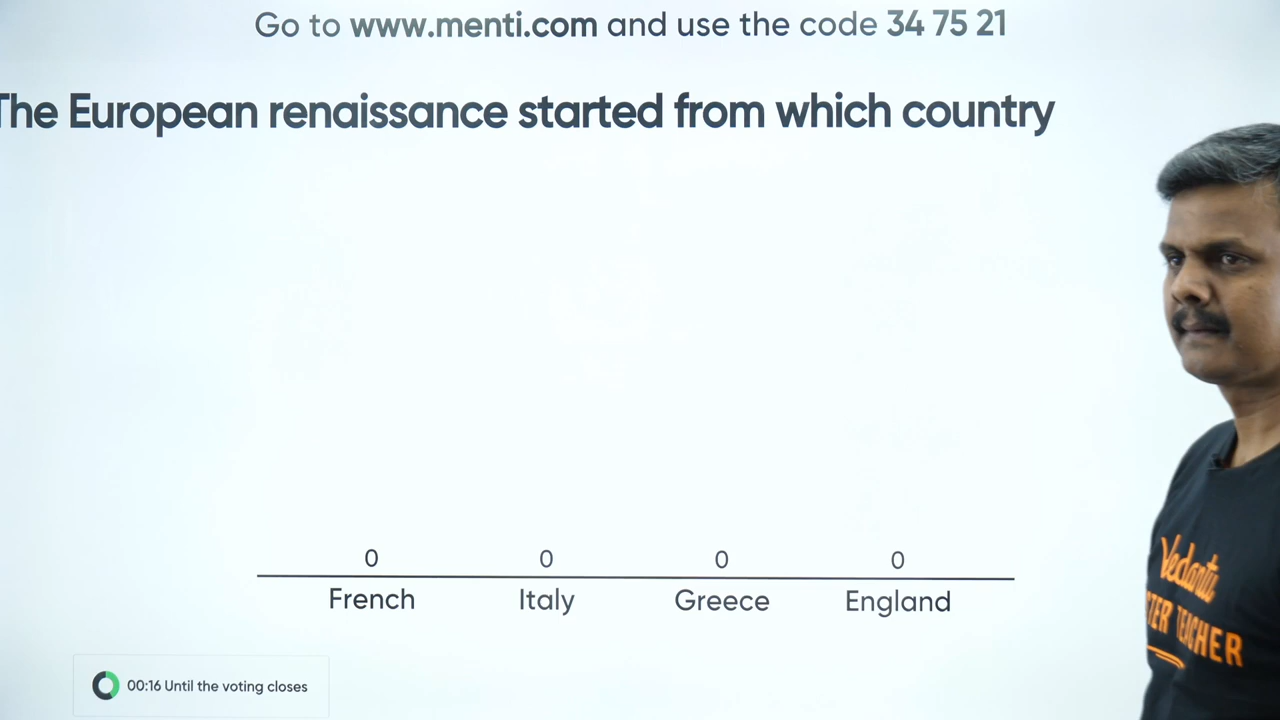 Go to www.menti.com and use the code 34 75 21
The European renaissance started from which country
0 0 0 0
French Italy Greece England
00:16 Until the voting closes
Vedantu
TEACHER